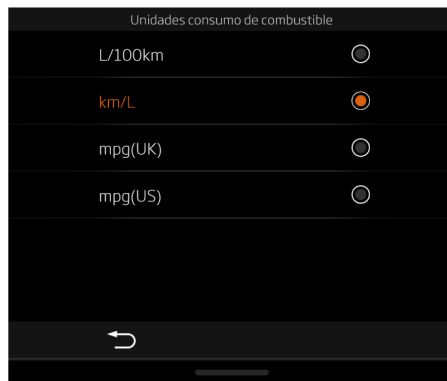 Unidades consumo de combustible
L/100km
km/L
mpg(UK)
mpg(US)